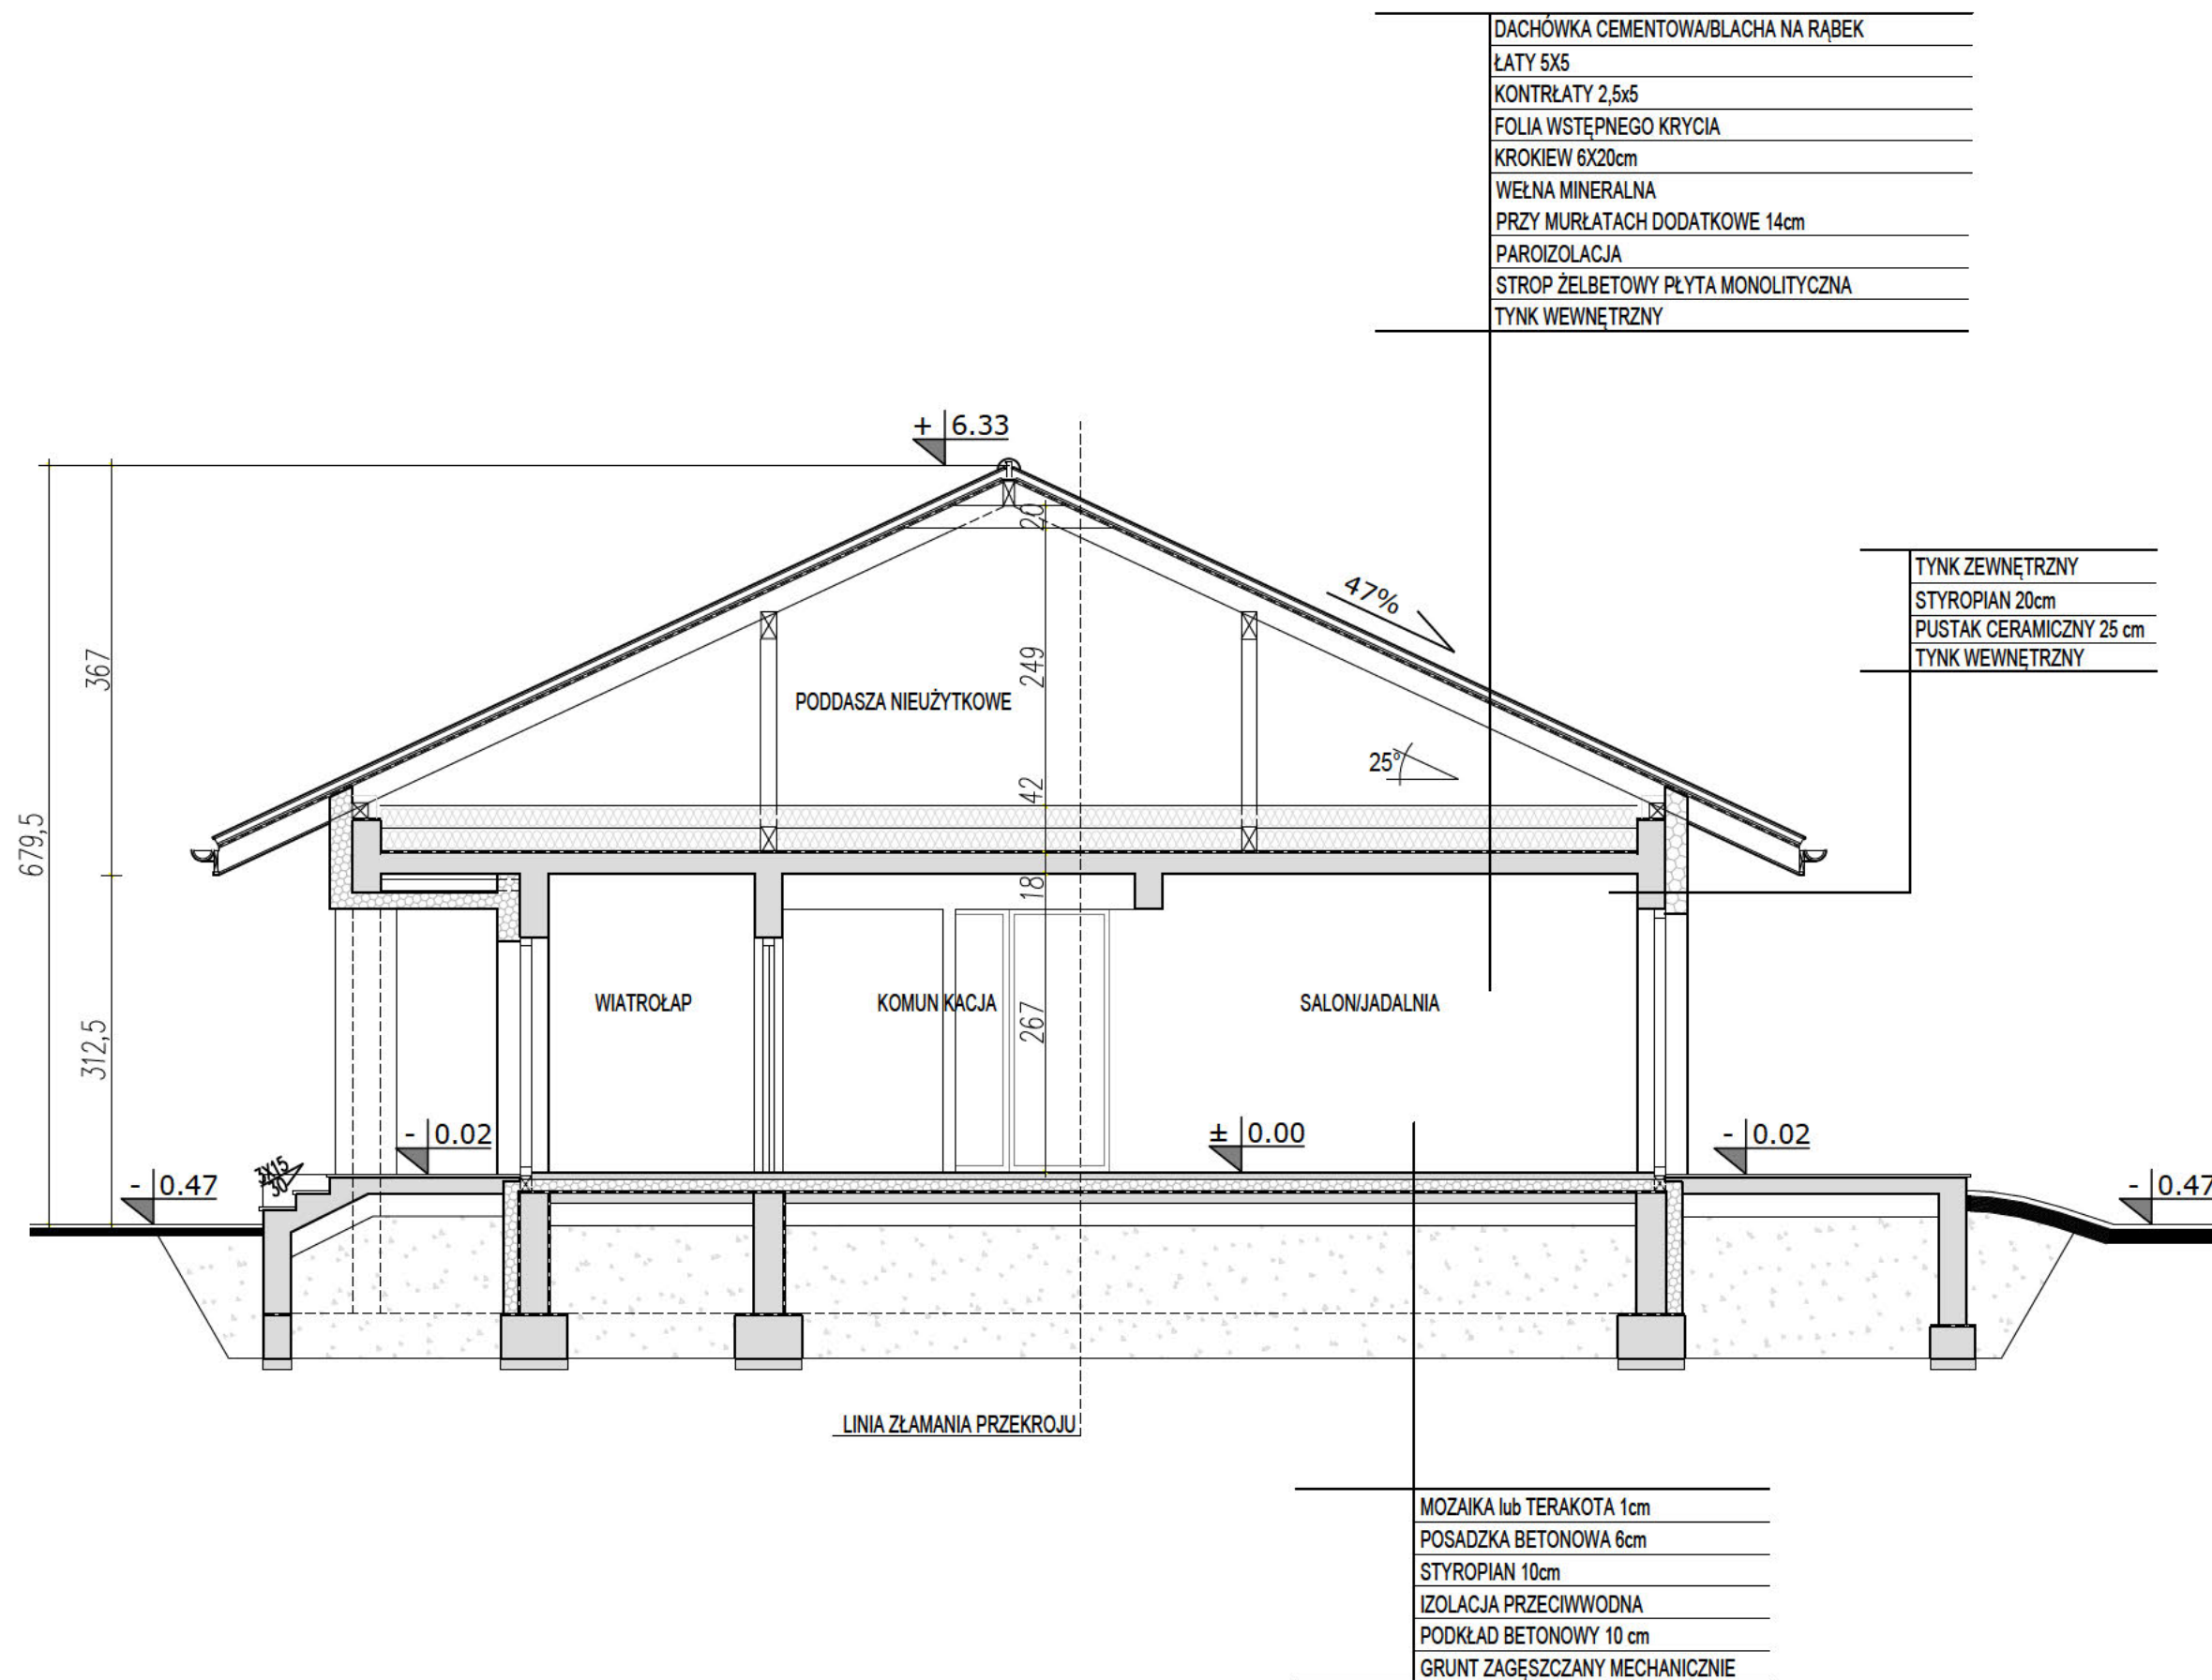 DACHÓWKA CEMENTOWA/BLACHA NA RĄBEK
ŁATY 5X5
KONTRŁATY 2,5x5
FOLIA WSTĘPNEGO KRYCIA
KROKIEW 6X20cm
WEŁNA MINERALNA
PRZY MURŁATACH DODATKOWE 14cm
PAROIZOLACJA
STROP ŻELBETOWY PŁYTA MONOLITYCZNA
TYNK WEWNĘTRZNY
+ 6.33
20
47%
TYNK ZEWNĘTRZNY
STYROPIAN 20cm
PUSTAK CERAMICZNY 25 cm
TYNK WEWNĘTRZNY
367
249
PODDASZA NIEUŻYTKOWE
25°
42
679,5
18
WIATROŁAP
KOMUN KACJA
SALON/JADALNIA
267
312,5
- 0.02
± 0.00
- 0.02
3X15
30
- 0.47
- 0.47
LINIA ZŁAMANIA PRZEKROJU
MOZAIKA lub TERAKOTA 1cm
POSADZKA BETONOWA 6cm
STYROPIAN 10cm
IZOLACJA PRZECIWWODNA
PODKŁAD BETONOWY 10 cm
GRUNT ZAGĘSZCZANY MECHANICZNIE